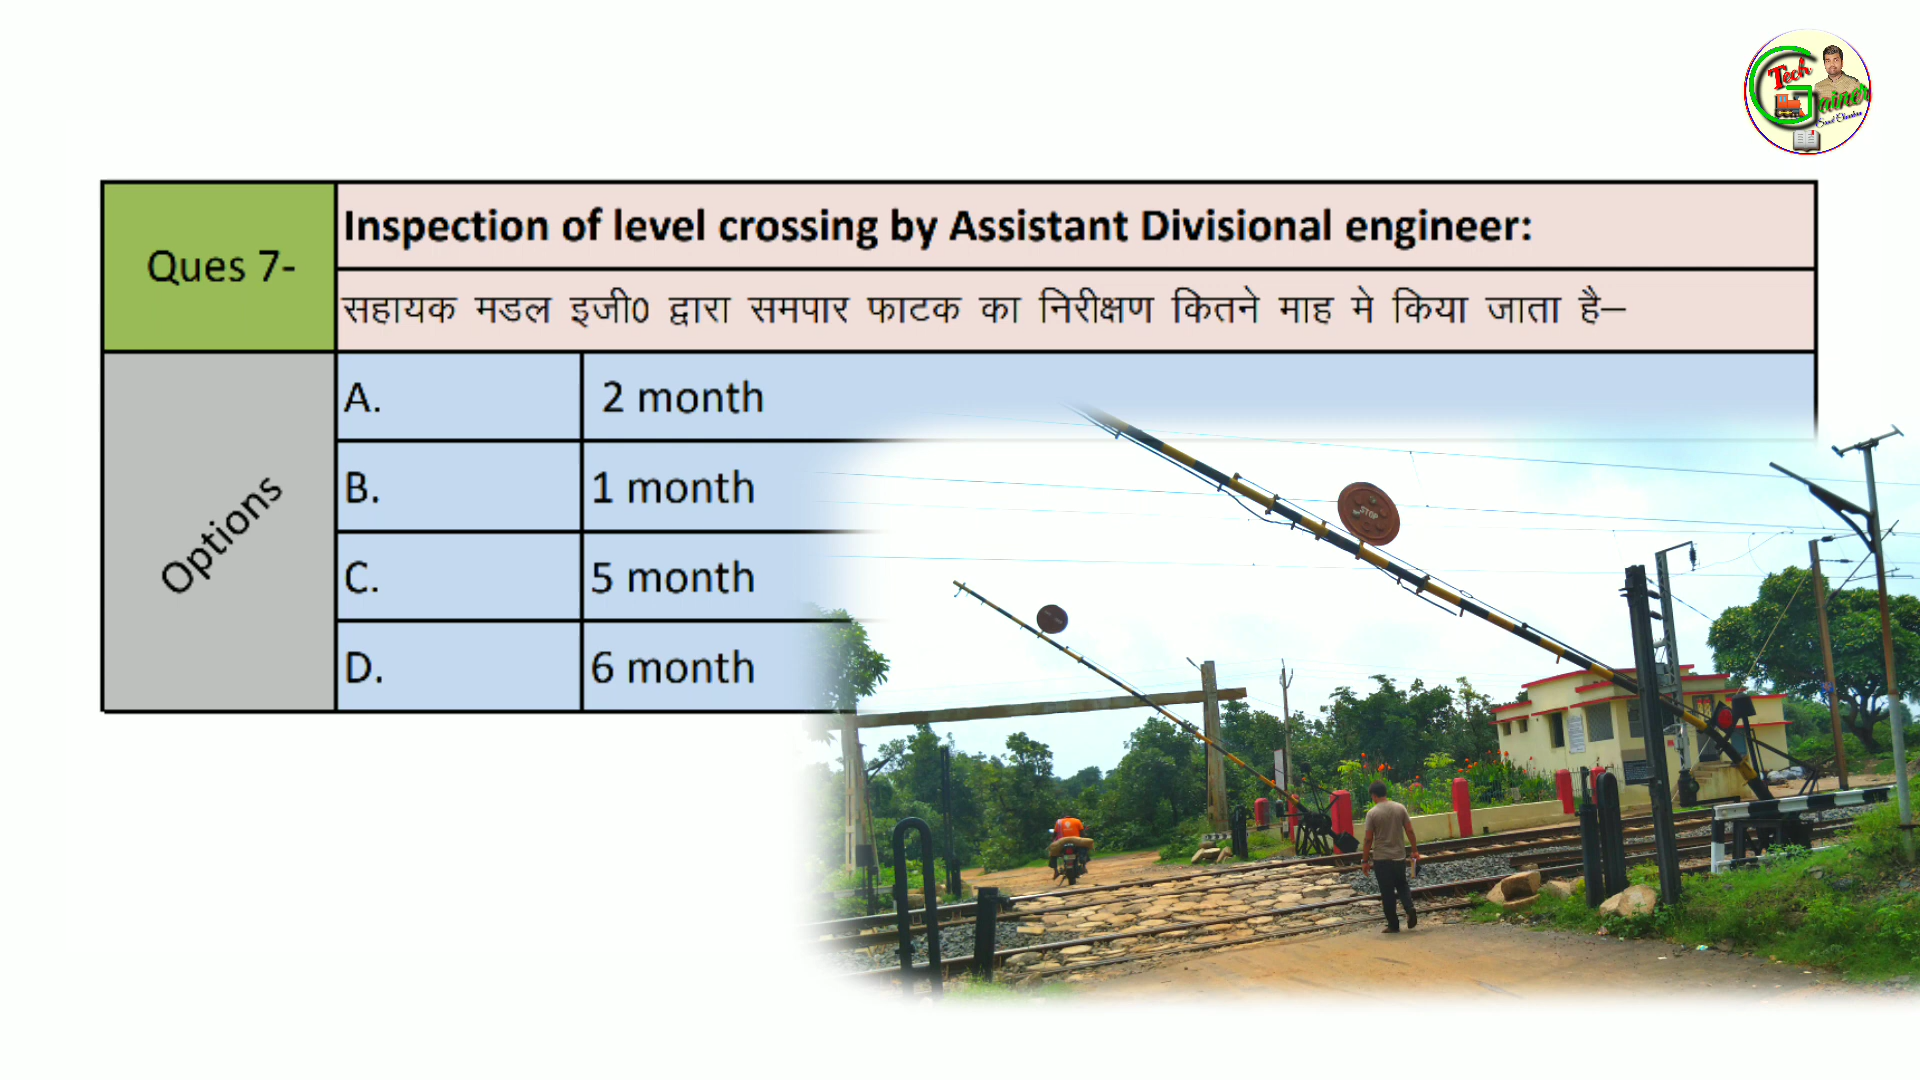 Tech
Gainer
Ques 7-
Inspection of level crossing by Assistant Divisional engineer:
सहायक मडल इजी0 द्वारा समपार फाटक का निरीक्षण कितने माह मे किया जाता है–
Options
A. 2 month
B. 1 month
C. 5 month
D. 6 month
STOP